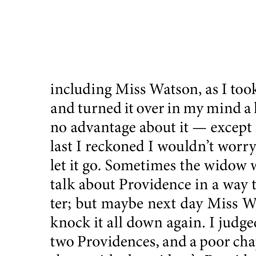 including Miss Watson, as I took
and turned it over in my mind a
no advantage about it — except
last I reckoned I wouldn't worry
let it go. Sometimes the widow
talk about Providence in a way
ter; but maybe next day Miss W
knock it all down again. I judge
two Providences, and a poor cha